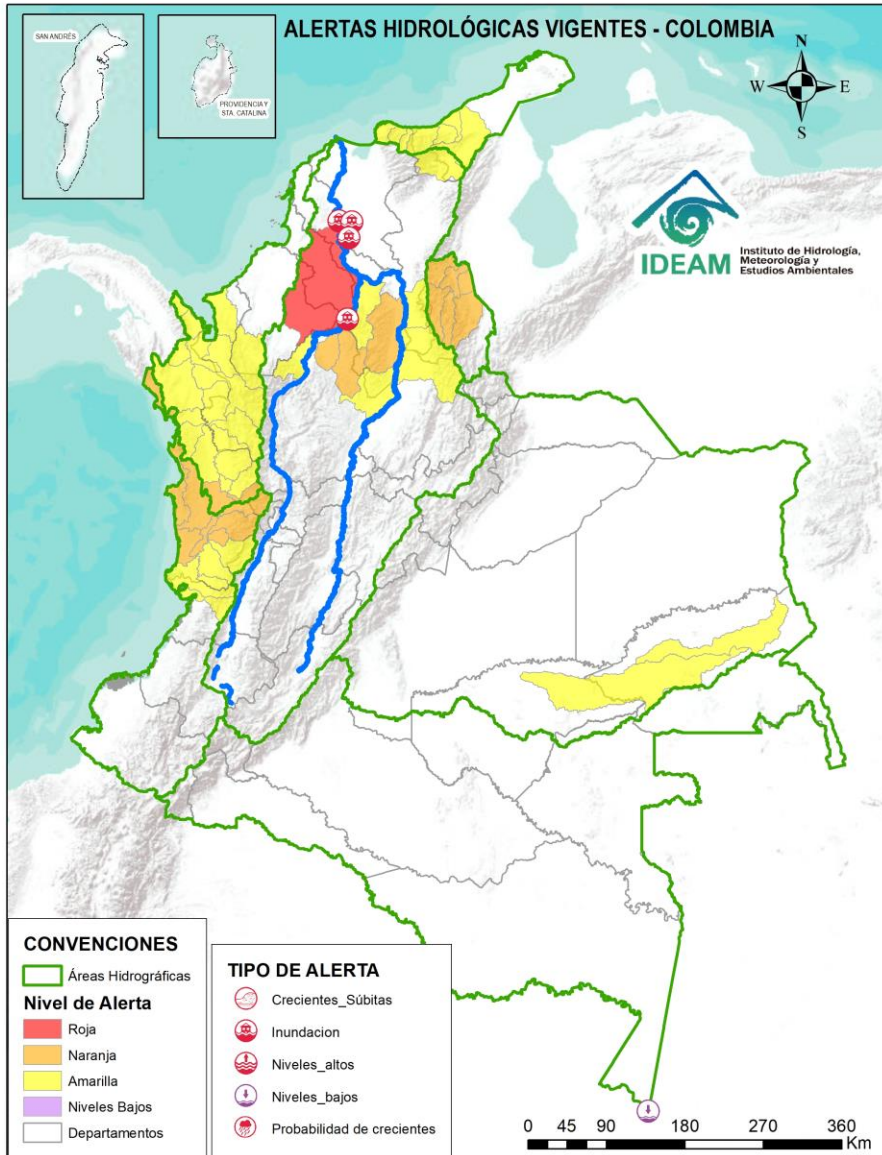 ALERTAS HIDROLÓGICAS VIGENTES - COLOMBIA
SAN ANDRÉS
PROVIDENCIA Y
STA. CATALINA
N
W
E
S
IDEAM
Instituto de Hidrología,
Meteorología y
Estudios Ambientales
CONVENCIONES
Áreas Hidrográficas
Nivel de Alerta
Roja
Naranja
Amarilla
Niveles Bajos
Departamentos
TIPO DE ALERTA
Crecientes_Súbitas
Inundacion
Niveles_altos
Niveles_bajos
Probabilidad de crecientes
0 45 90 180 270 360
Km